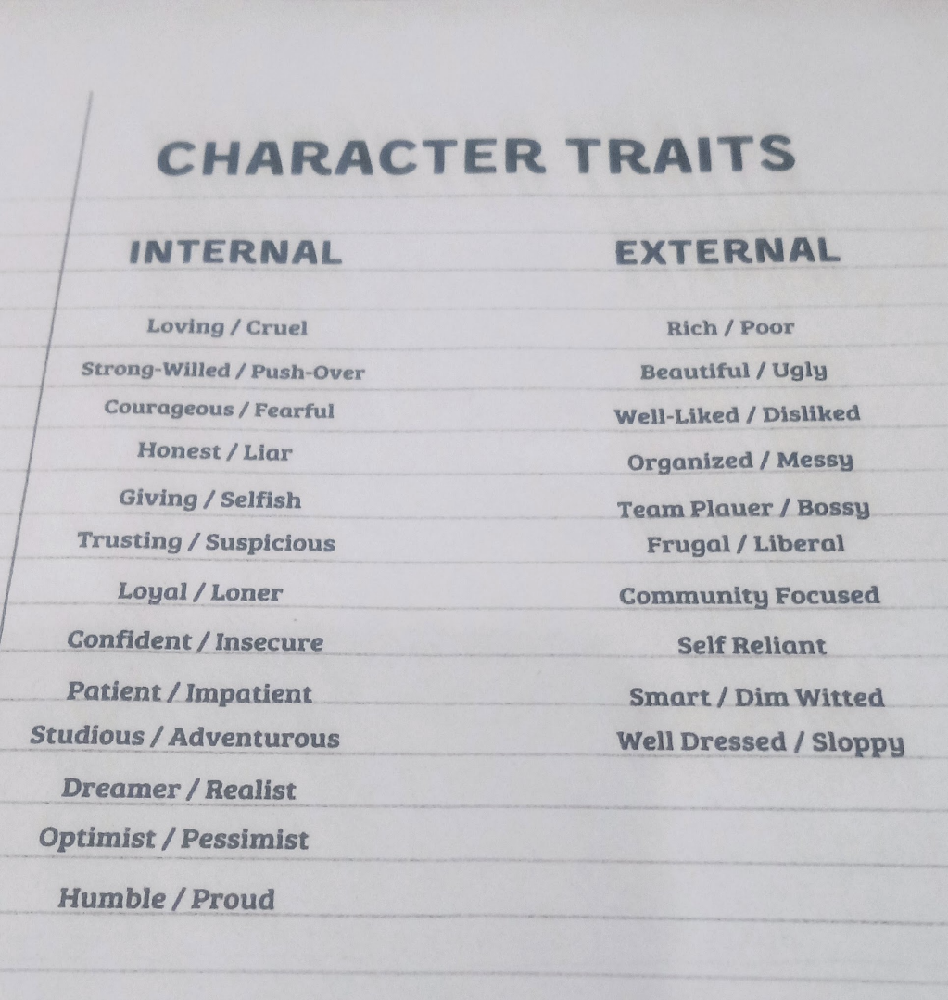 CHARACTER TRAITS
INTERNAL
Loving / Cruel
Strong-Willed / Push-Over
Courageous / Fearful
Honest / Liar
Giving / Selfish
Trusting / Suspicious
Loyal / Loner
Confident / Insecure
Patient / Impatient
Studious / Adventurous
Dreamer / Realist
Optimist / Pessimist
Humble / Proud
EXTERNAL
Rich / Poor
Beautiful / Ugly
Well-Liked / Disliked
Organized / Messy
Team Plauer / Bossy
Frugal / Liberal
Community Focused
Self Reliant
Smart / Dim Witted
Well Dressed / Sloppy